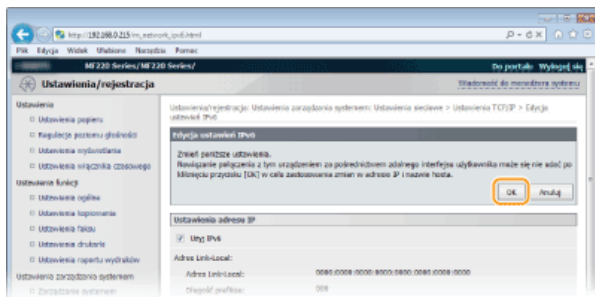 http://192.168.0.215/m_network_ipv6.html
Plik Edycja Widok Ulubione Narzędzia Pomoc
MF220 Series/MF220 Series/
Do portalu Wyloguj się
Ustawienia/rejestracja
Wiadomość do menedżera systemu
Ustawienia
Ustawienia papieru
Regulacja poziomu głośności
Ustawienia wyświetlania
Ustawienia włącznika czasowego
Ustawienia funkcji
Ustawienia ogólne
Ustawienia kopiowania
Ustawienia faksu
Ustawienia drukarki
Ustawienia raportu wydruków
Ustawienia zarządzania systemem
Zarządzanie systemem
Ustawienia/rejestracja: Ustawienia zarządzania systemem: Ustawienia sieciowe > Ustawienia TCP/IP > Edycja
ustawień IPv6
Edycja ustawień IPv6
Zmień poniższe ustawienia.
Nawiązanie połączenia z tym urządzeniem za pośrednictwem zdalnego interfejsu użytkownika może się nie udać po
kliknięciu przycisku [OK] w celu zastosowania zmian w adresie IP i nazwie hosta.
OK Anuluj
Ustawienia adresu IP
Użyj IPv6
Adres Link-Local:
Adres Link-Local: 0000:0000:0000:0000:0000:0000:0000:0000
Długość prefiksu: 000